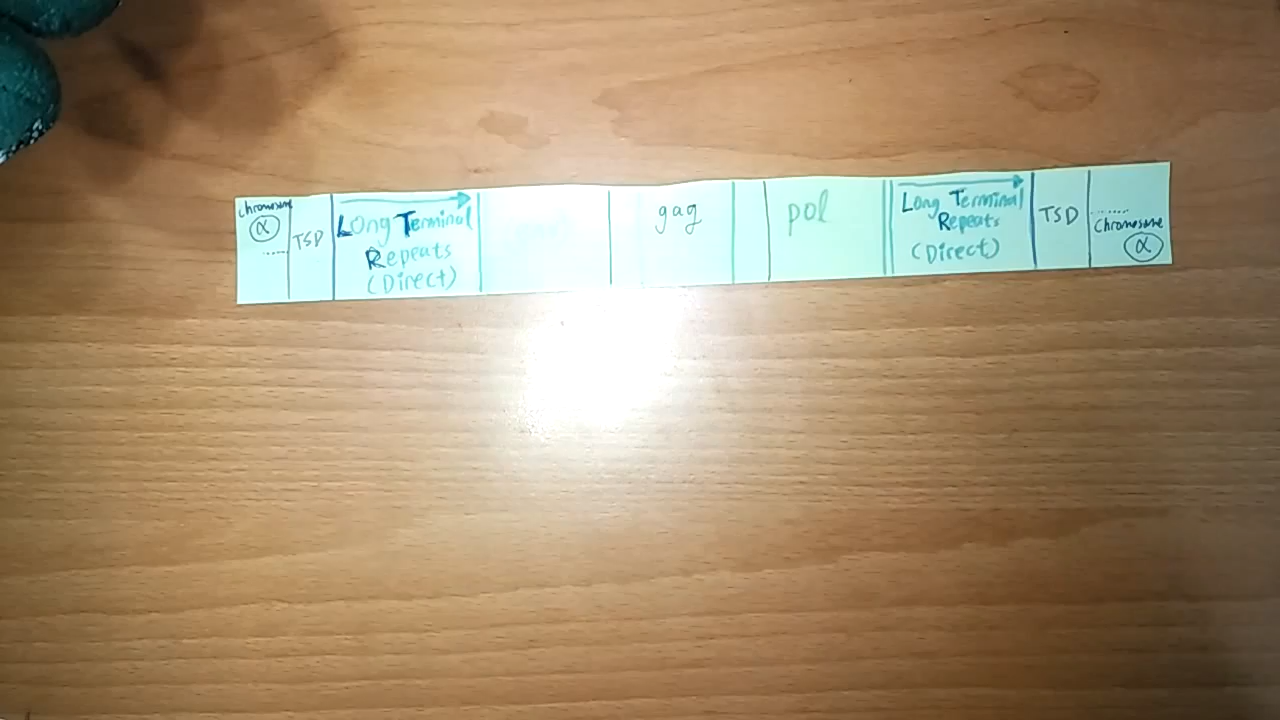 chromosome
α
......
TSD
Long Terminal
Repeats
(Direct)
gag
pol
Long Terminal
Repeats
(Direct)
TSD
.......
chromosome
α